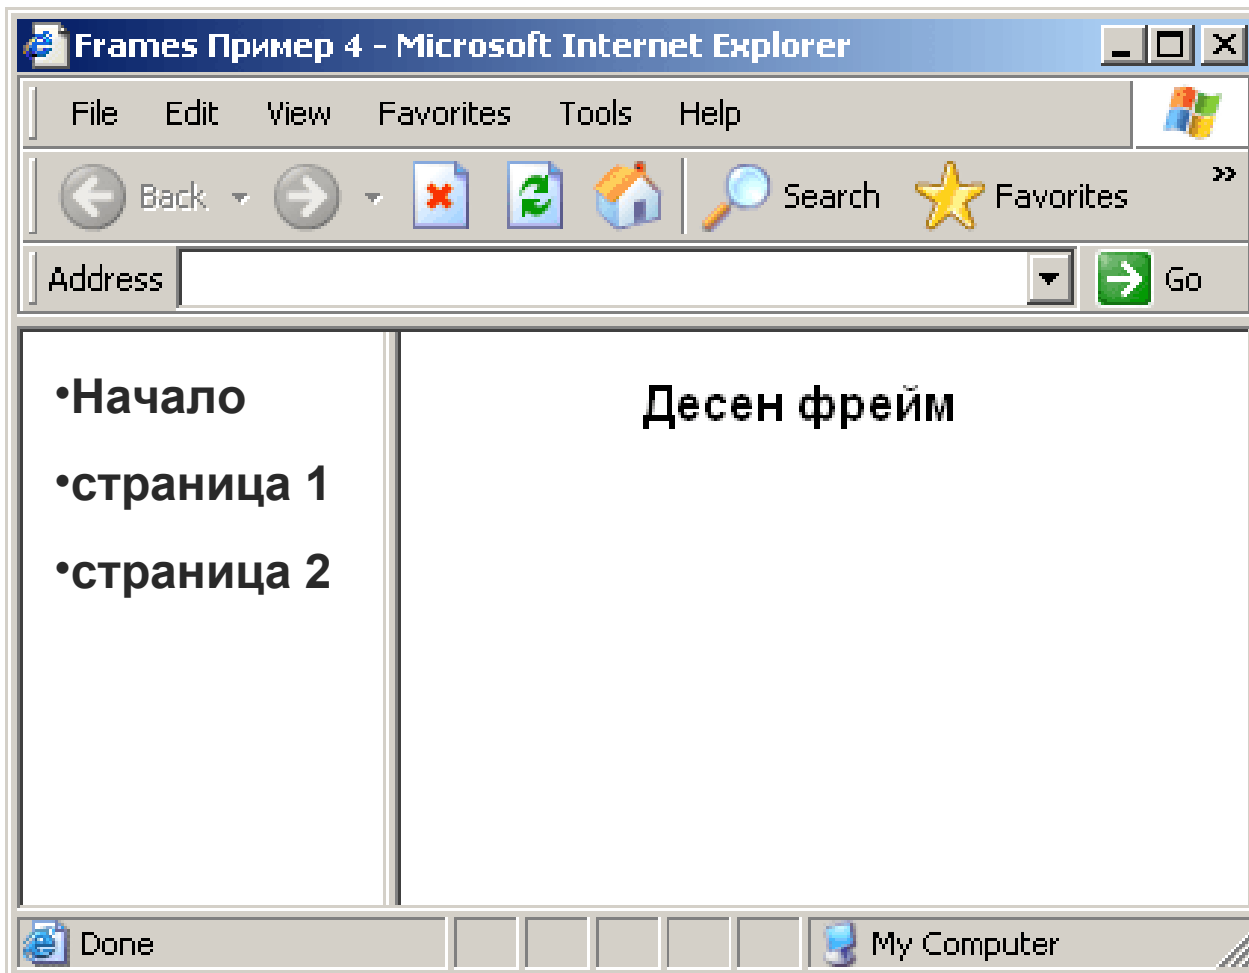 Frames Пример 4 - Microsoft Internet Explorer
File Edit View Favorites Tools Help
Back Search Favorites »
Address Go
•Начало
•страница 1
•страница 2
Десен фрейм
Done My Computer